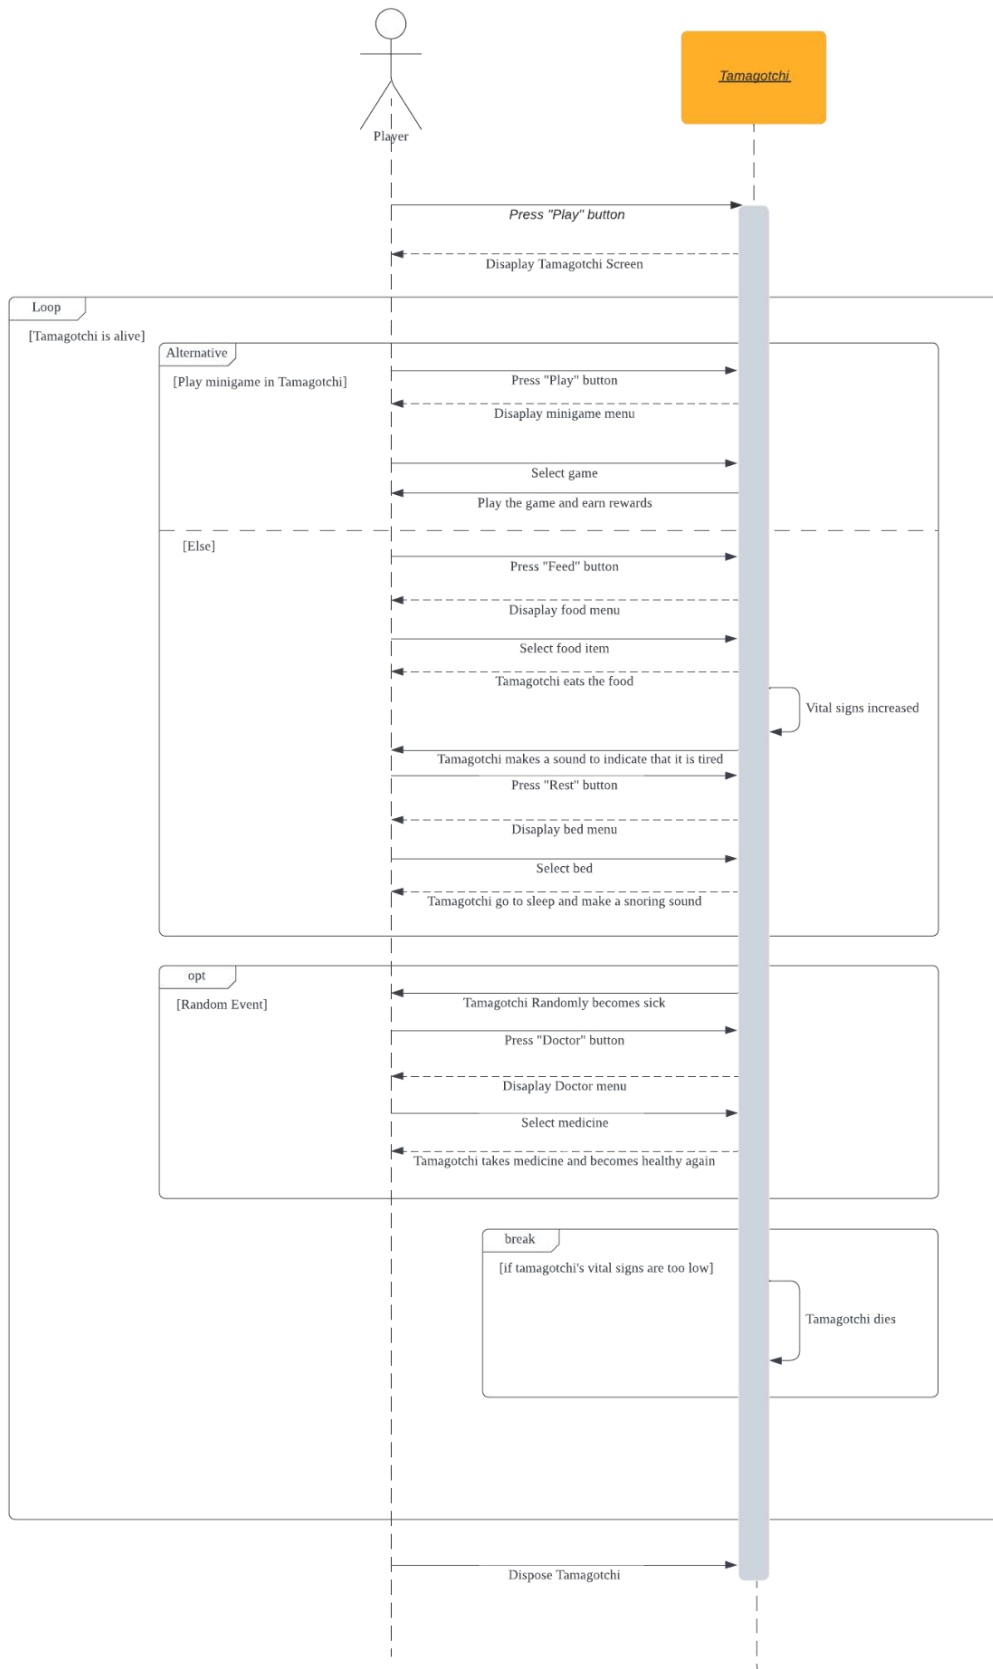 Player
Tamagotchi
Press "Play" button
Disaplay Tamagotchi Screen
Loop
[Tamagotchi is alive]
Alternative
[Play minigame in Tamagotchi]
Press "Play" button
Disaplay minigame menu
Select game
Play the game and earn rewards
[Else]
Press "Feed" button
Disaplay food menu
Select food item
Tamagotchi eats the food
Vital signs increased
Tamagotchi makes a sound to indicate that it is tired
Press "Rest" button
Disaplay bed menu
Select bed
Tamagotchi go to sleep and make a snoring sound
opt
[Random Event]
Tamagotchi Randomly becomes sick
Press "Doctor" button
Disaplay Doctor menu
Select medicine
Tamagotchi takes medicine and becomes healthy again
break
[if tamagotchi's vital signs are too low]
Tamagotchi dies
Dispose Tamagotchi